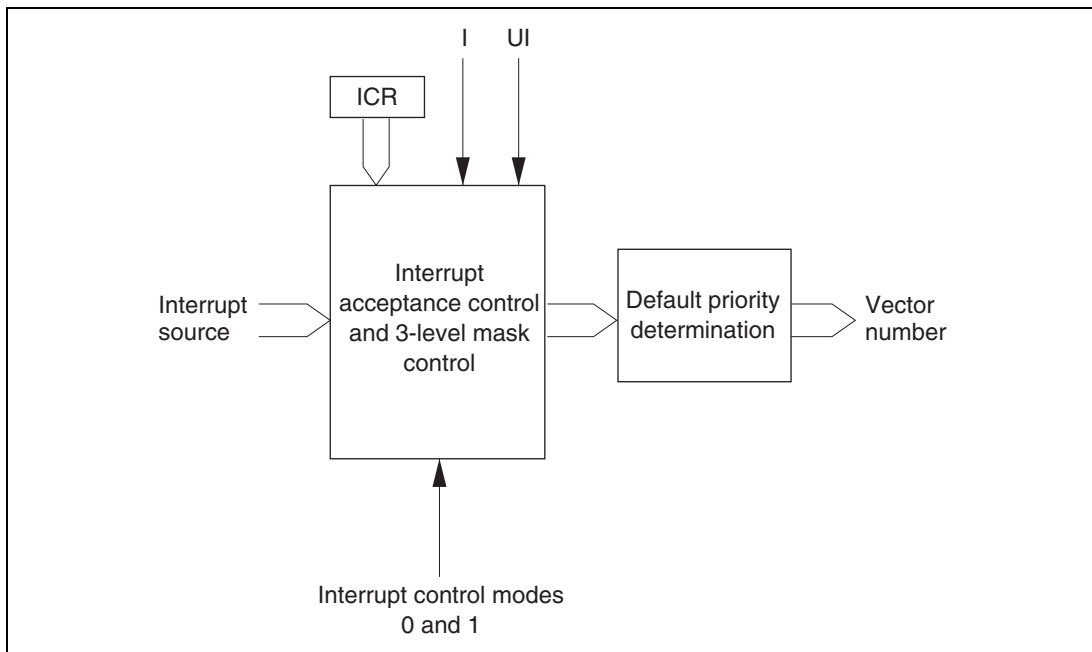 I
UI
ICR
Interrupt
acceptance control
and 3-level mask
control
Interrupt
source
Default priority
determination
Vector
number
Interrupt control modes
0 and 1